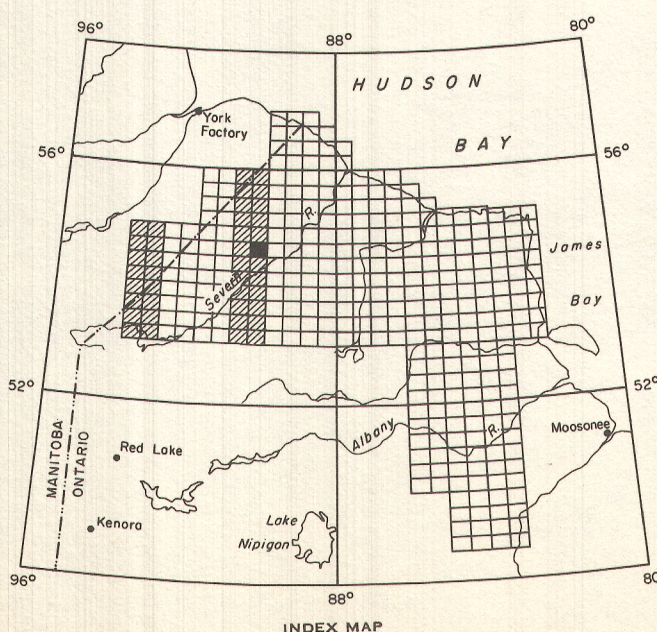 96°
88°
80°
HUDSON
BAY
York
Factory
56°
56°
R.
Severn
James
Bay
52°
52°
MANITOBA
ONTARIO
Red Lake
Albany
R.
Moosonee
Kenora
Lake
Nipigon
96°
88°
80
INDEX MAP